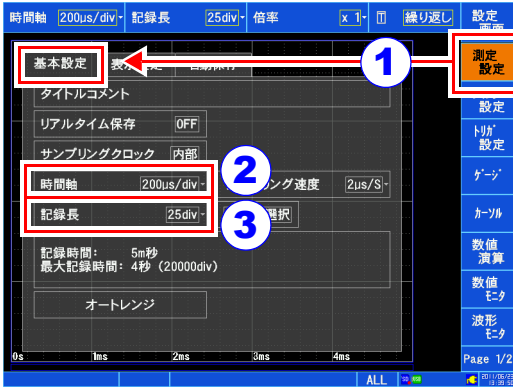 時間軸 200μs/div 記録長 25div 倍率 x 1 繰り返し 設定
測定
設定
基本設定
1
タイトルコメント
設定
リアルタイム保存 OFF
トリガ
設定
サンプリングクロック 内部
2
時間軸 200μs/div 速度 2μs/S
ゲージ
記録長 25div 選択
3
カーソル
記録時間: 5m秒
最大記録時間: 4秒 (20000div)
数値
演算
数値
モニタ
オートレンジ
波形
モニタ
0s 1ms 2ms 3ms 4ms
Page 1/2
ALL